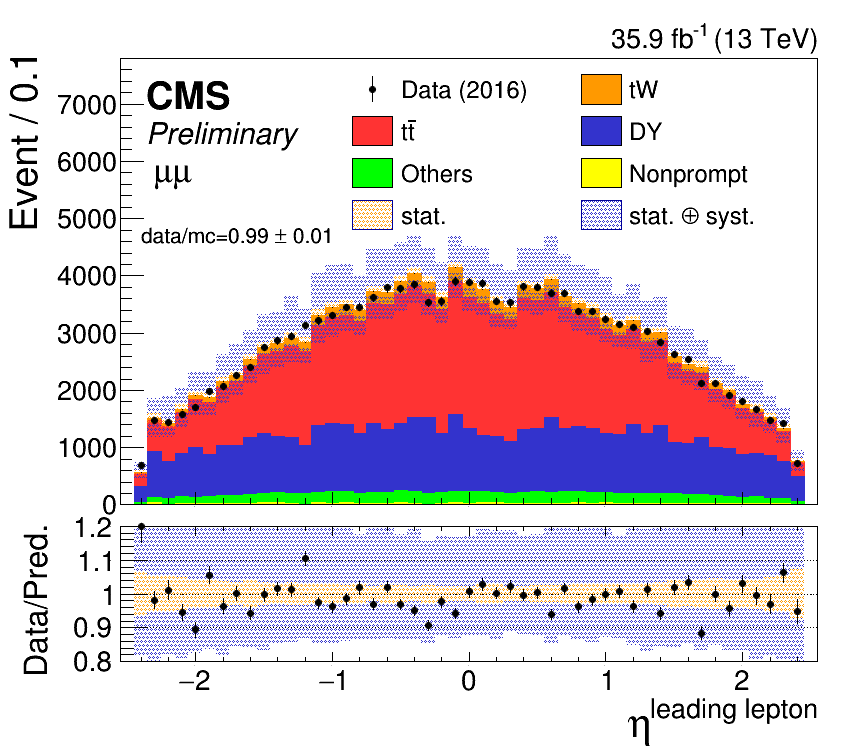 35.9 fb⁻¹ (13 TeV)
Event / 0.1
CMS
Preliminary
μμ
data/mc=0.99 ± 0.01
Data (2016)
tW
tt̄
DY
Others
Nonprompt
stat.
stat. ⊕ syst.
7000
6000
5000
4000
3000
2000
1000
0
Data/Pred.
1.2
1.1
1
0.9
0.8
−2 −1 0 1 2
η leading lepton